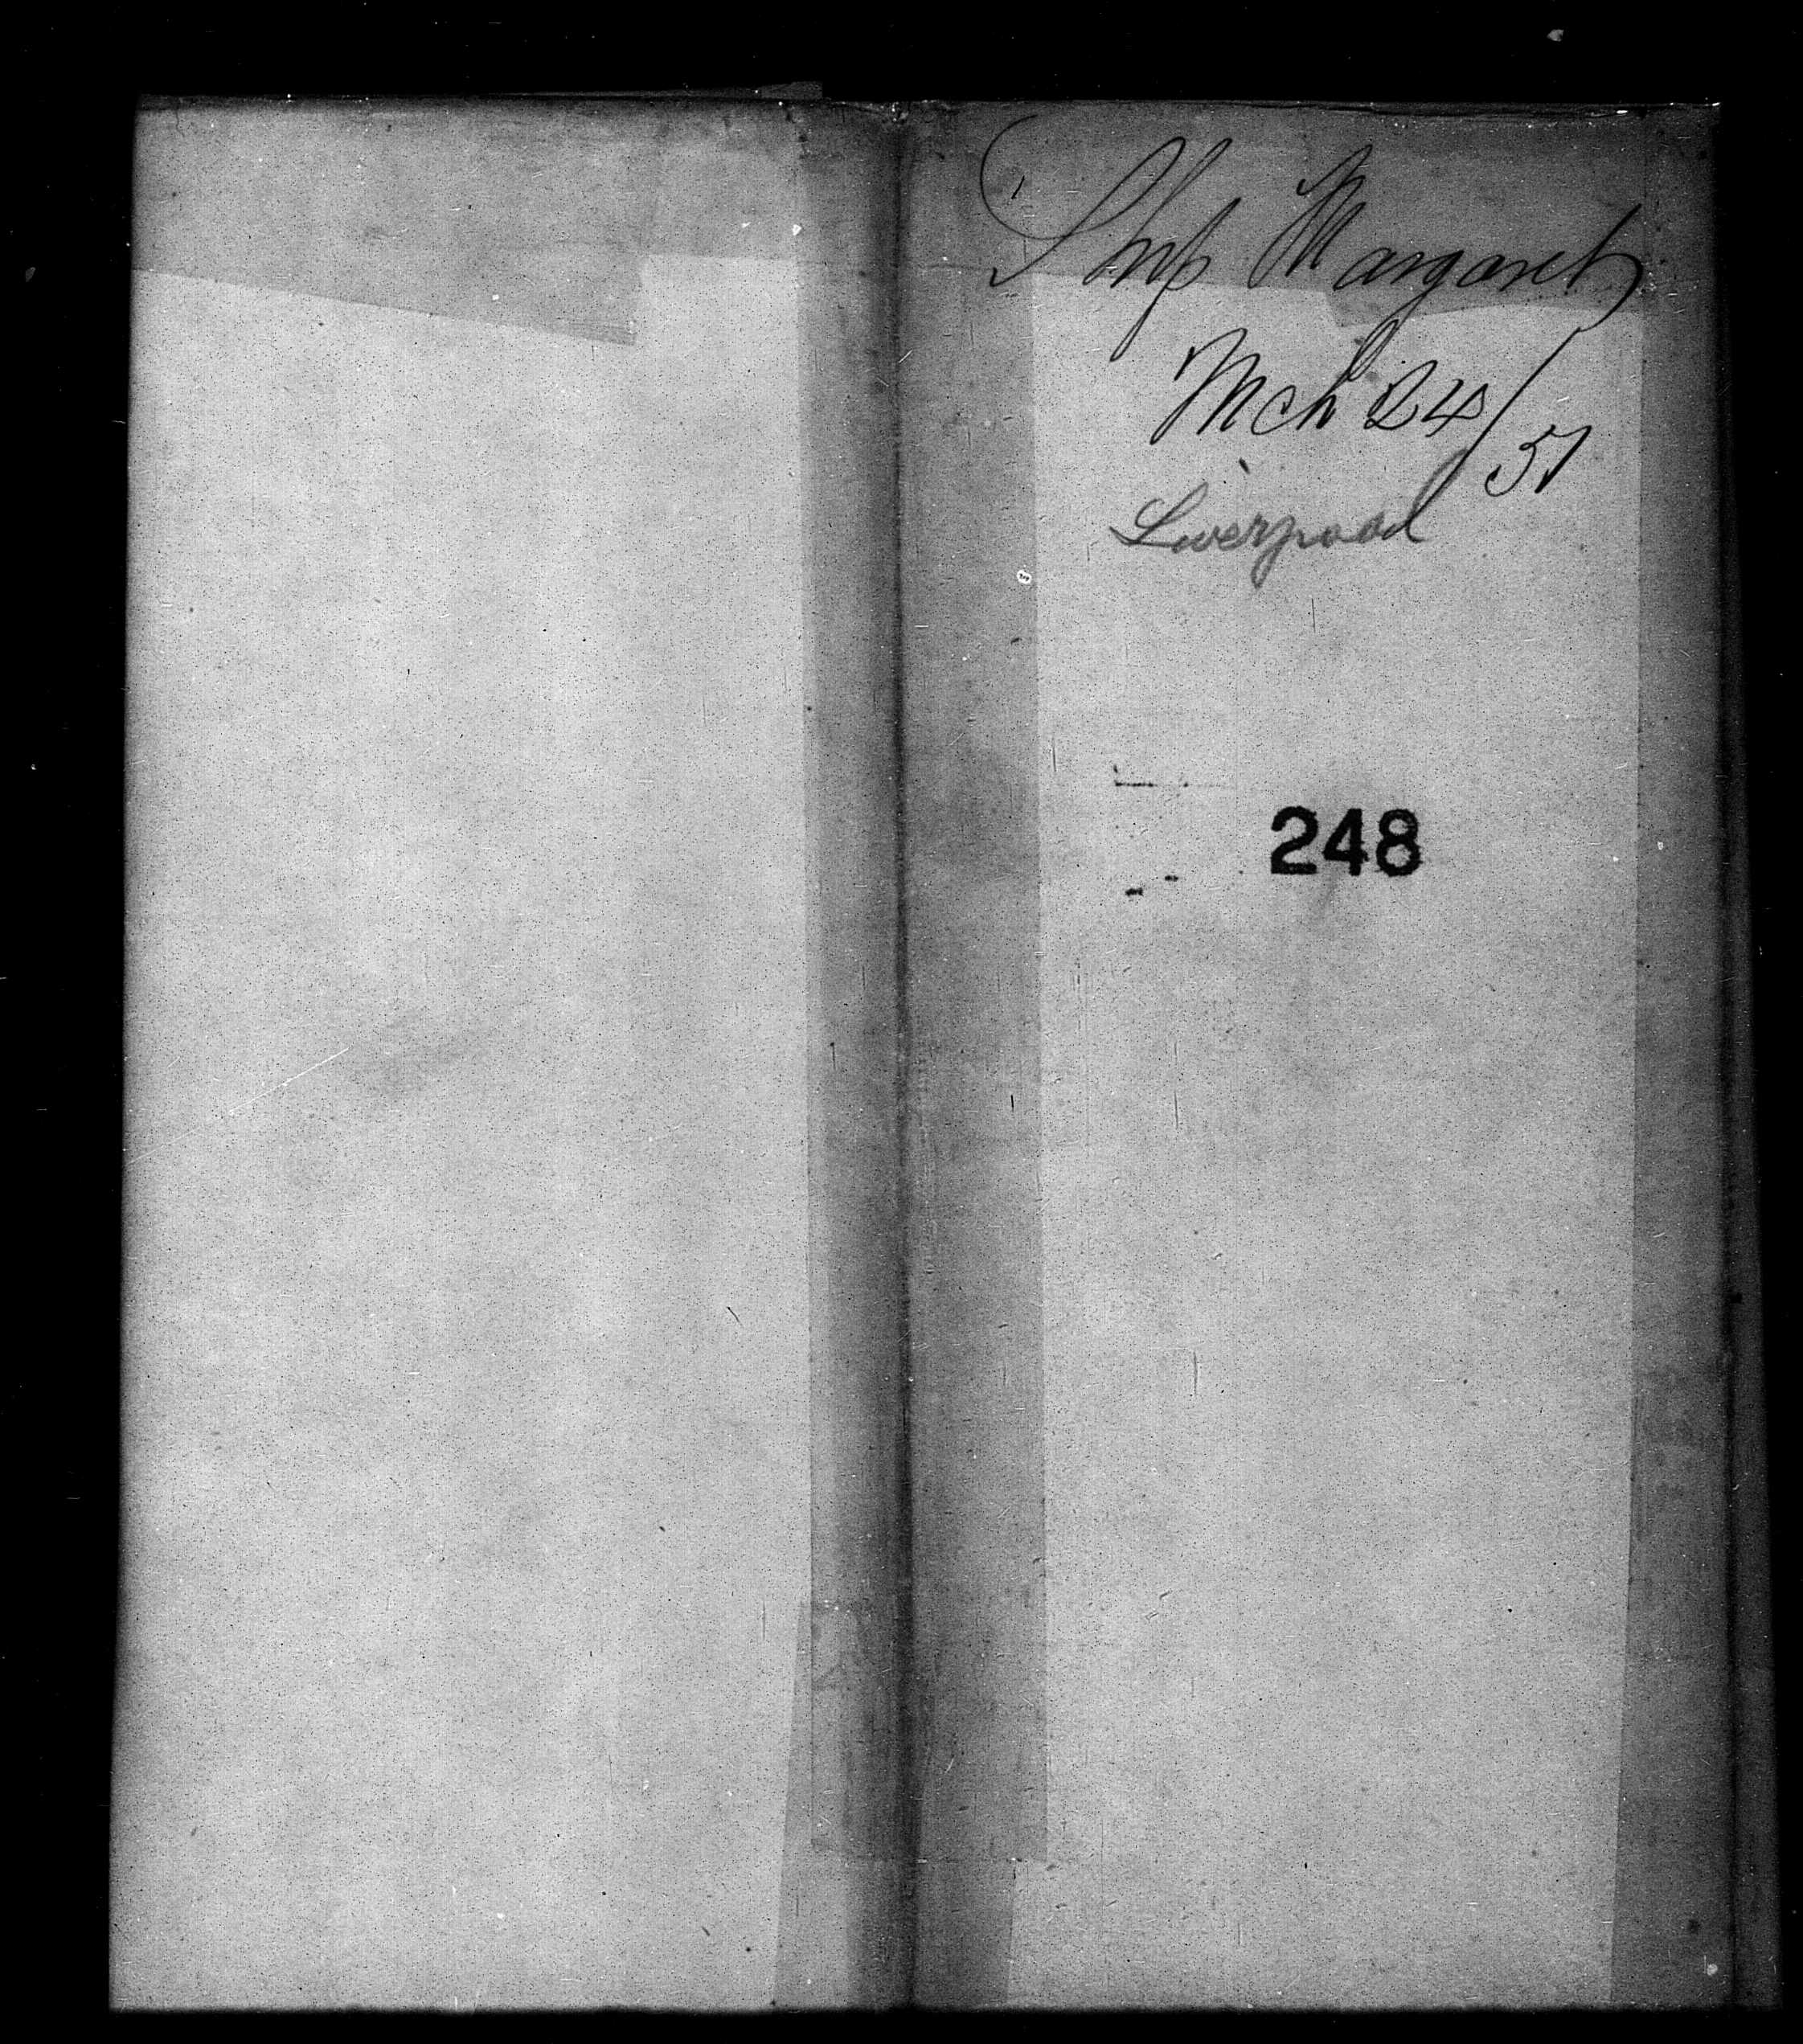 Ship Margaret
Mch 24/51
Liverpool
248